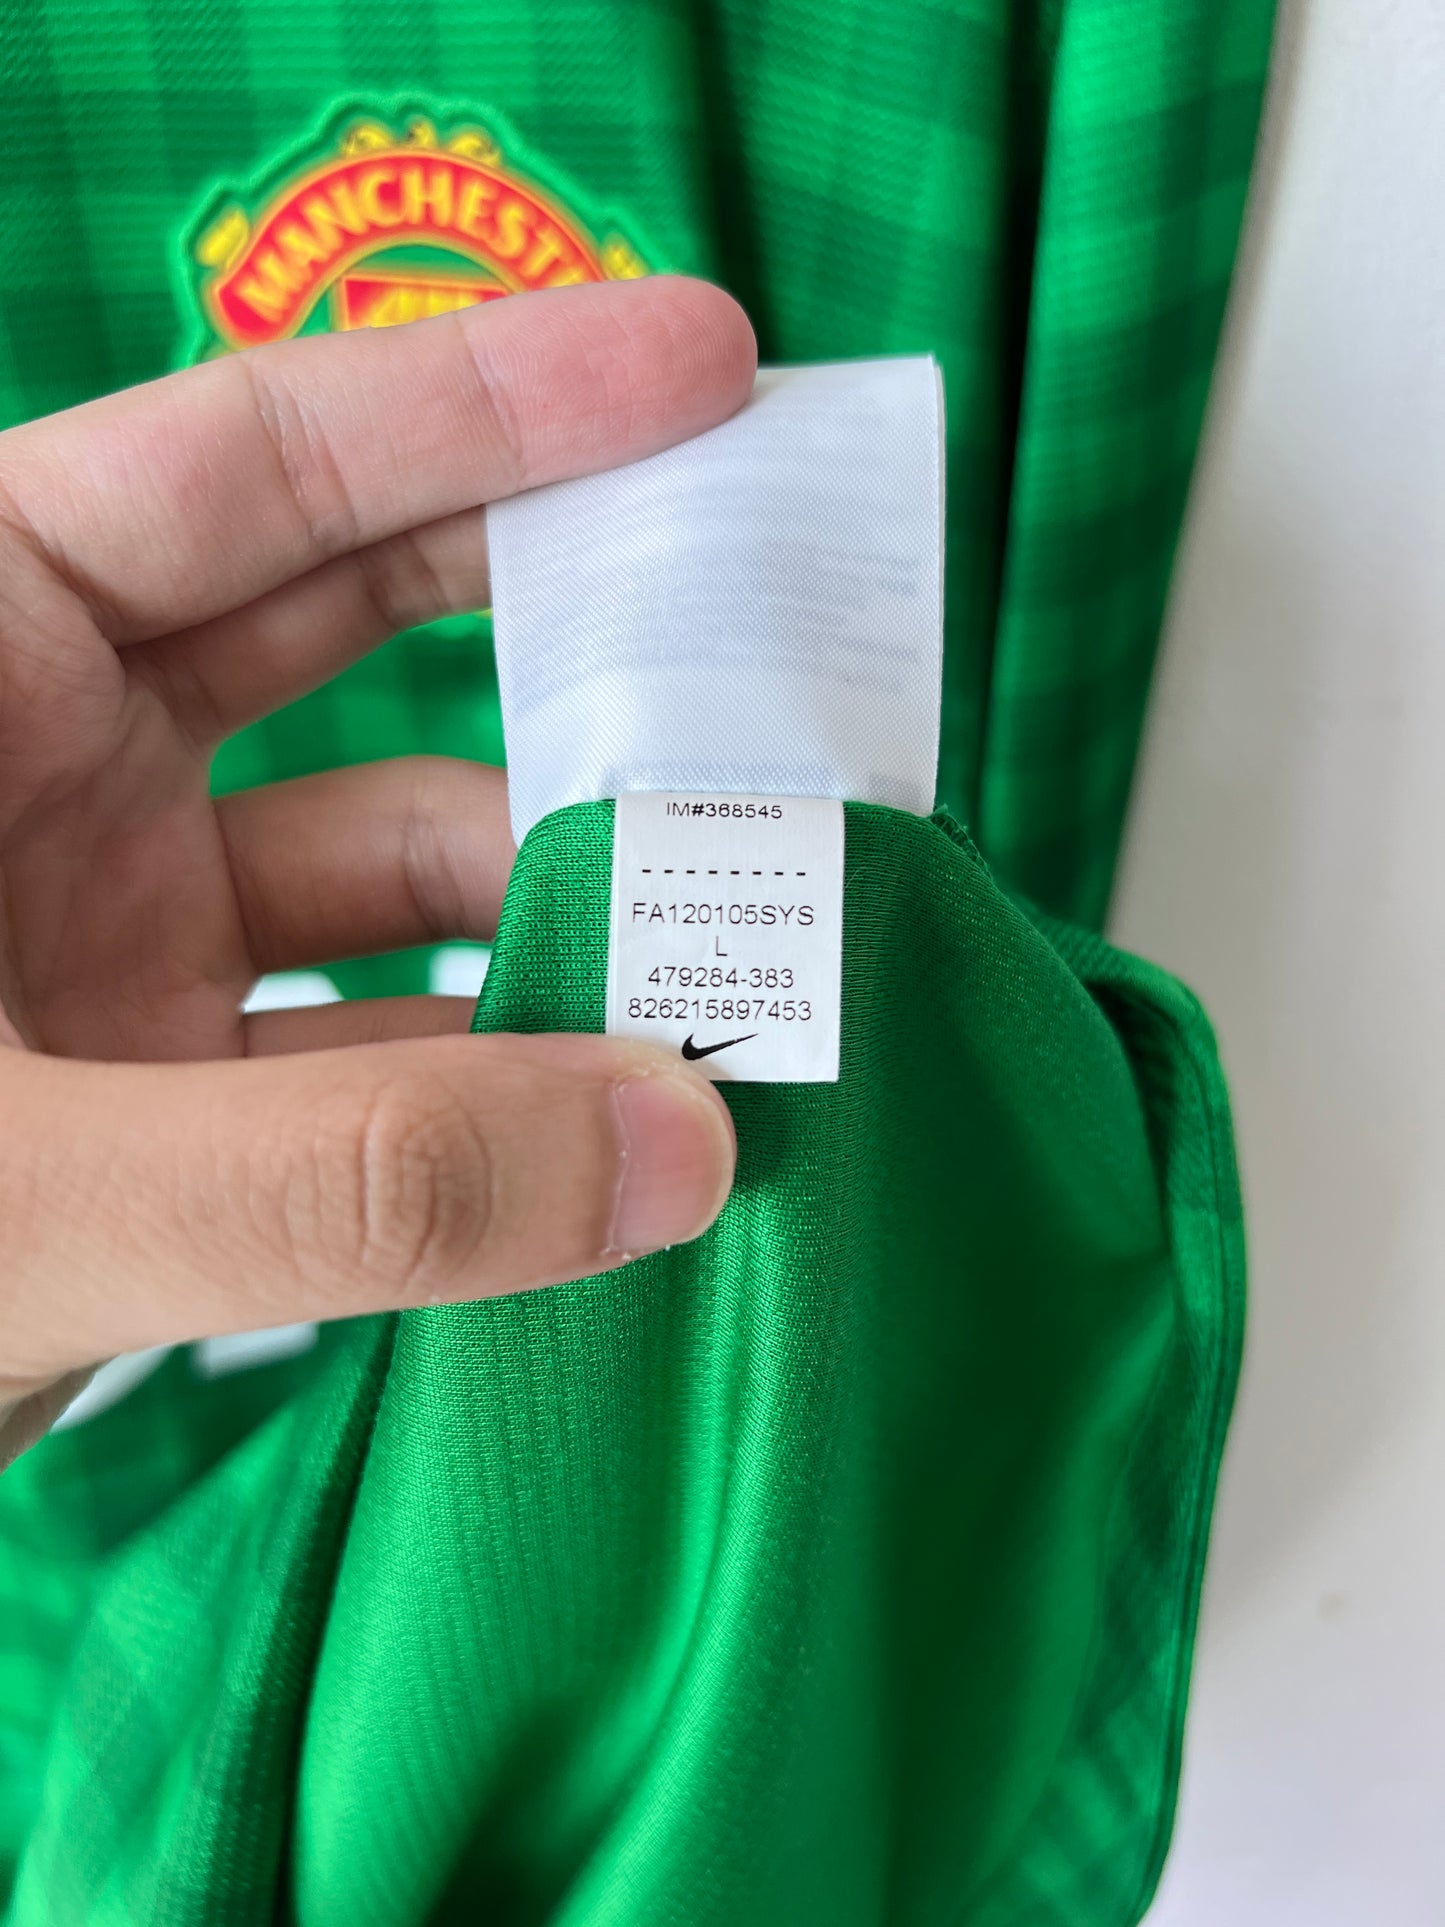 MANCHEST
IM#368545
--------
FA120105SYS
L
479284-383
826215897453